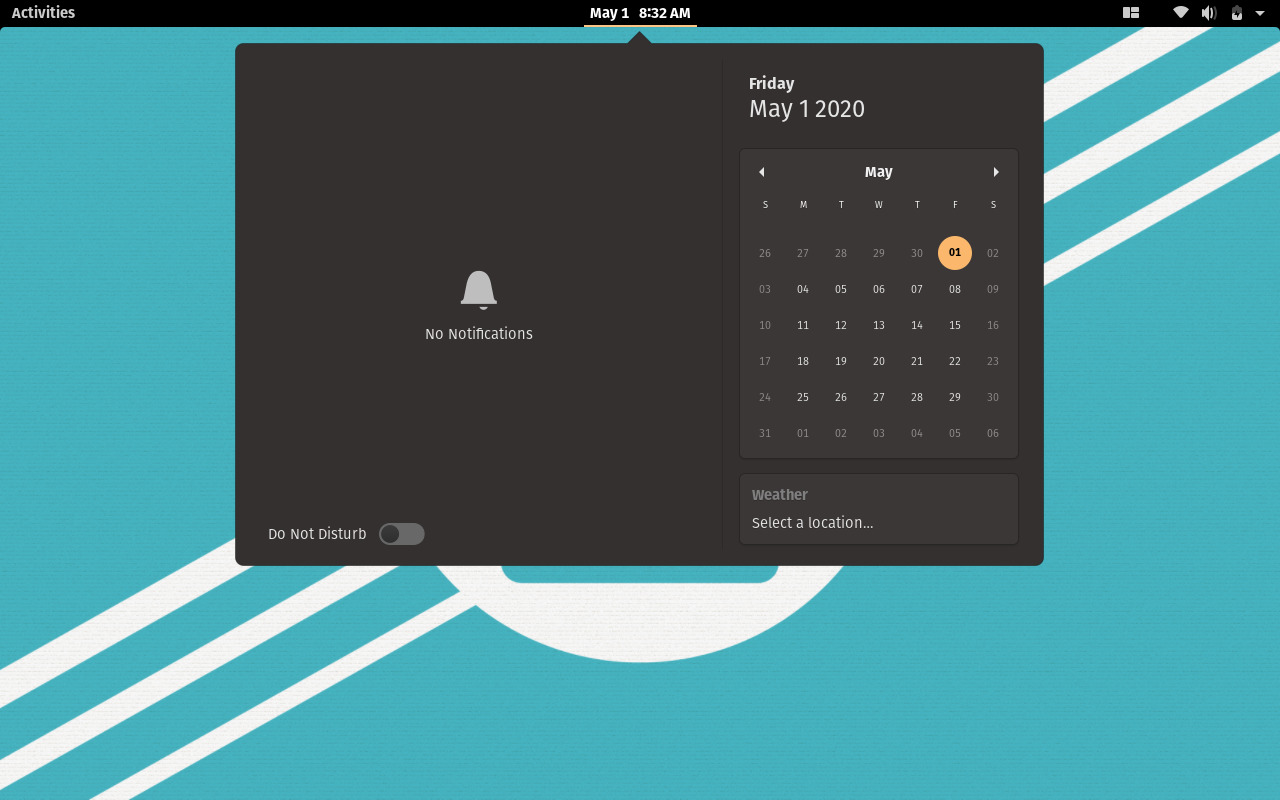 Activities
May 1 8:32 AM
No Notifications
Do Not Disturb
Friday
May 1 2020
May
S M T W T F S
26 27 28 29 30 01 02
03 04 05 06 07 08 09
10 11 12 13 14 15 16
17 18 19 20 21 22 23
24 25 26 27 28 29 30
31 01 02 03 04 05 06
Weather
Select a location...